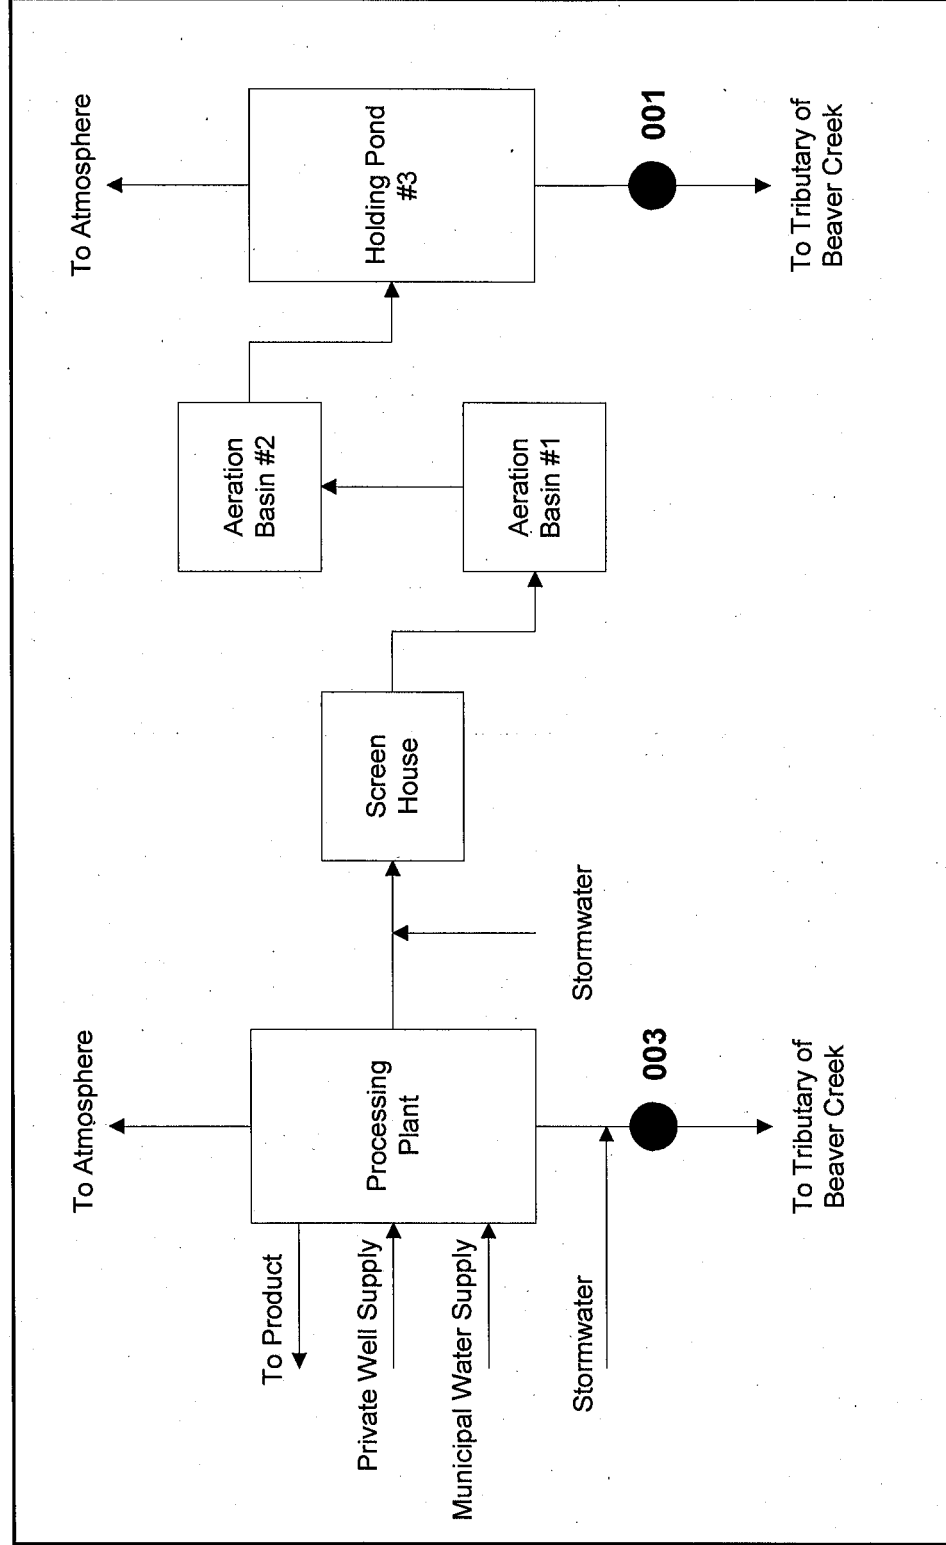 To Atmosphere
To Atmosphere
To Product
Private Well Supply
Municipal Water Supply
Processing
Plant
Screen
House
Aeration
Basin #2
Aeration
Basin #1
Holding Pond
#3
Stormwater
Stormwater
003
001
To Tributary of
Beaver Creek
To Tributary of
Beaver Creek